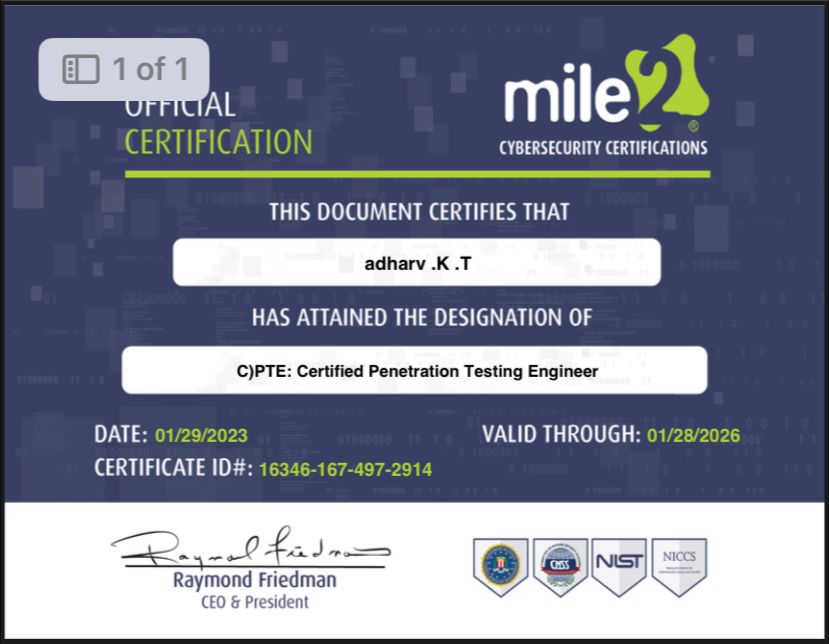 1 of 1
OFFICIAL
CERTIFICATION
mile2®
CYBERSECURITY CERTIFICATIONS
THIS DOCUMENT CERTIFIES THAT
adharv .K .T
HAS ATTAINED THE DESIGNATION OF
C)PTE: Certified Penetration Testing Engineer
DATE: 01/29/2023
VALID THROUGH: 01/28/2026
CERTIFICATE ID#: 16346-167-497-2914
Raymond Friedman
CEO & President
CNSS
NIST
NICCS